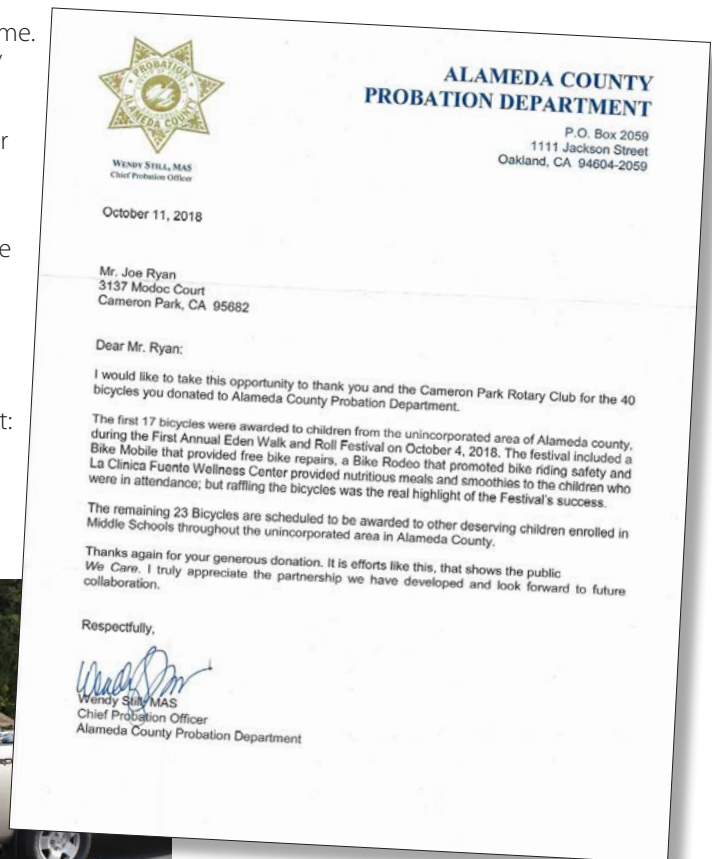 me.
r
e
t:
PROBATION
ALAMEDA COUNTY
WENDY STILL, MAS
Chief Probation Officer
ALAMEDA COUNTY
PROBATION DEPARTMENT
P.O. Box 2059
1111 Jackson Street
Oakland, CA 94604-2059
October 11, 2018
Mr. Joe Ryan
3137 Modoc Court
Cameron Park, CA 95682
Dear Mr. Ryan:
I would like to take this opportunity to thank you and the Cameron Park Rotary Club for the 40
bicycles you donated to Alameda County Probation Department.
The first 17 bicycles were awarded to children from the unincorporated area of Alameda county,
during the First Annual Eden Walk and Roll Festival on October 4, 2018. The festival included a
Bike Mobile that provided free bike repairs, a Bike Rodeo that promoted bike riding safety and
La Clinica Fuente Wellness Center provided nutritious meals and smoothies to the children who
were in attendance; but raffling the bicycles was the real highlight of the Festival's success.
The remaining 23 Bicycles are scheduled to be awarded to other deserving children enrolled in
Middle Schools throughout the unincorporated area in Alameda County.
Thanks again for your generous donation. It is efforts like this, that shows the public
We Care. I truly appreciate the partnership we have developed and look forward to future
collaboration.
Respectfully,
Wendy Still, MAS
Chief Probation Officer
Alameda County Probation Department